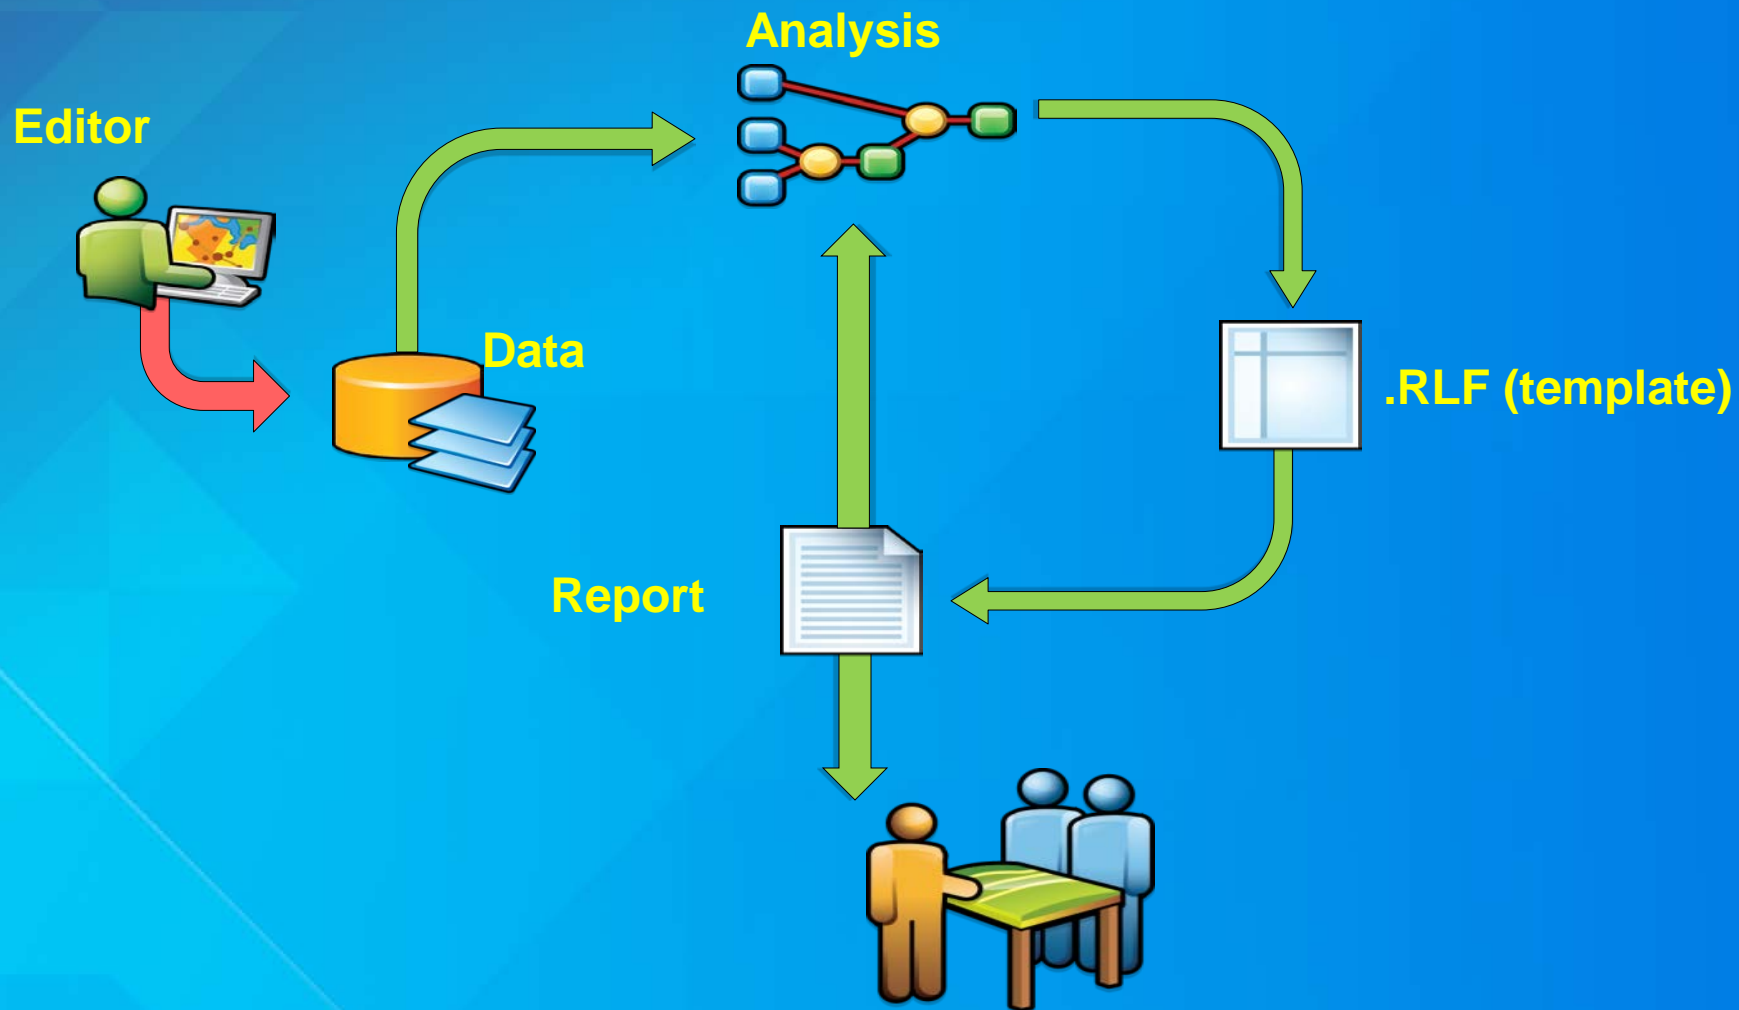 Analysis
Editor
Data
.RLF (template)
Report